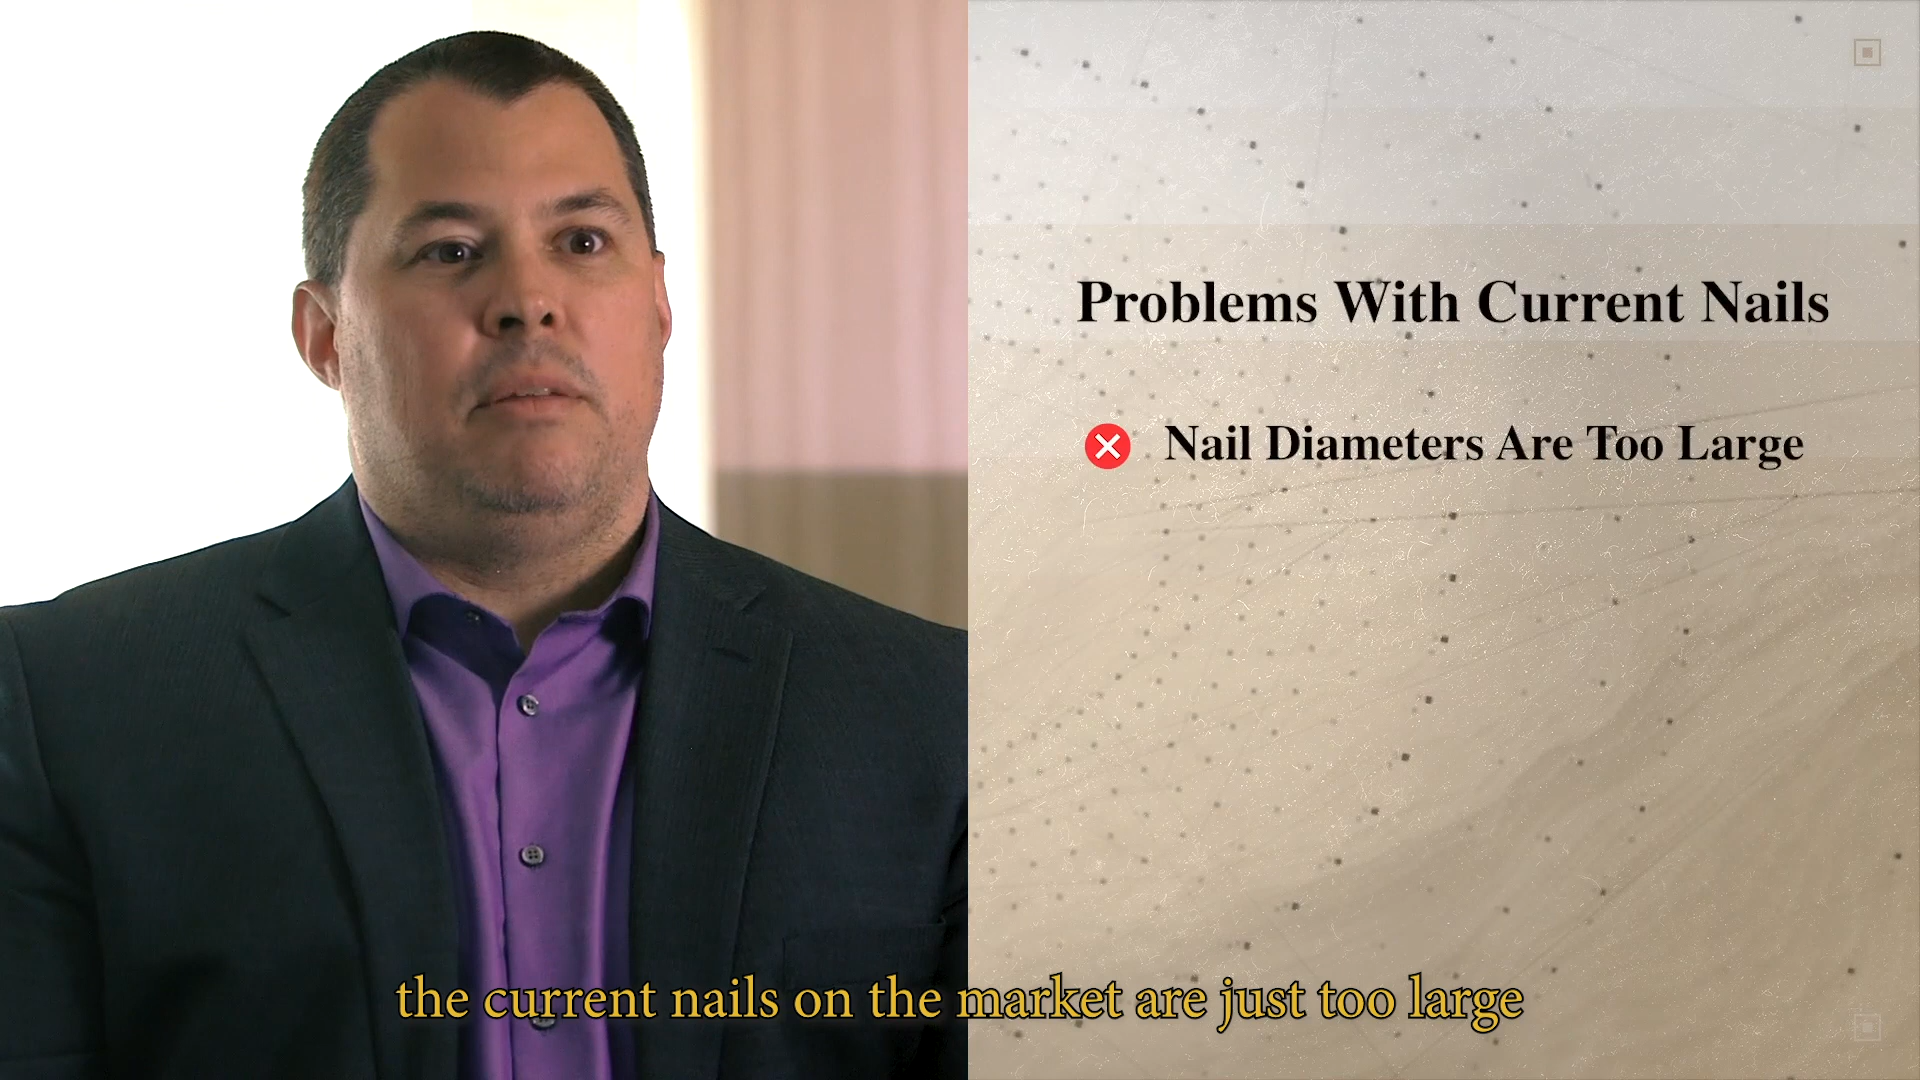 Problems With Current Nails
Nail Diameters Are Too Large
the current nails on the market are just too large